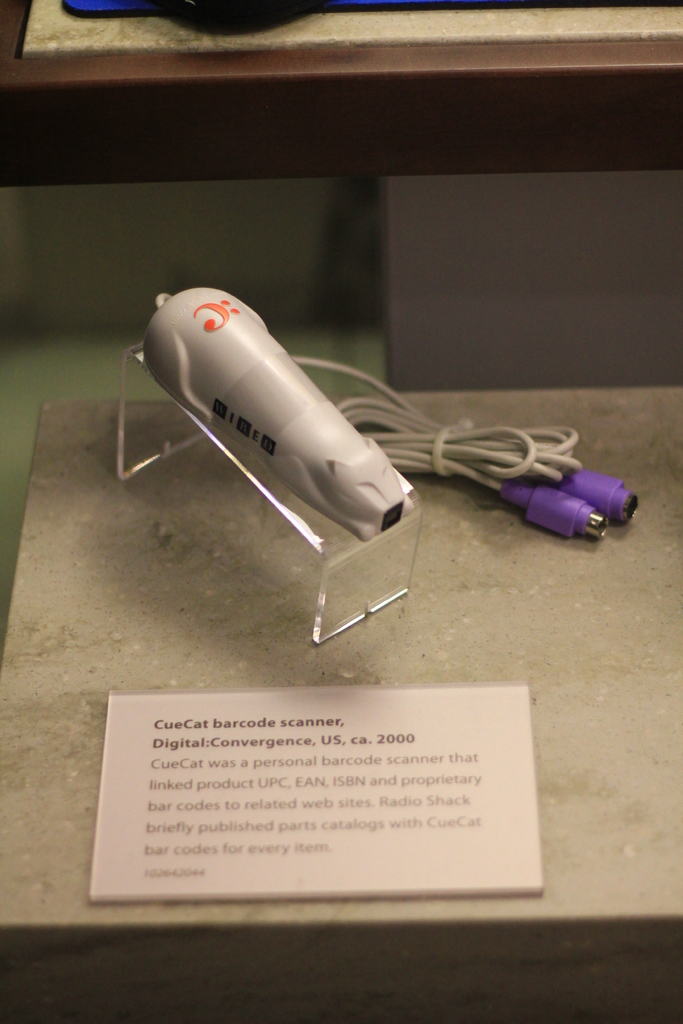 WIRED
CueCat barcode scanner,
Digital:Convergence, US, ca. 2000
CueCat was a personal barcode scanner that
linked product UPC, EAN, ISBN and proprietary
bar codes to related web sites. Radio Shack
briefly published parts catalogs with CueCat
bar codes for every item.
102642044